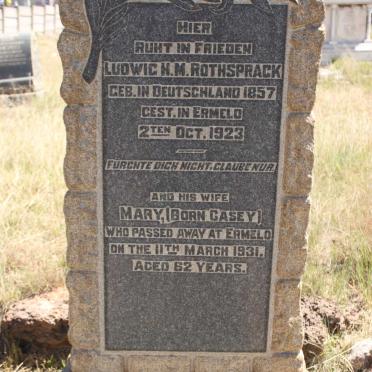 HIER
RUHT IN FRIEDEN
LUDWIG H.M. ROTHSPRACK
GEB. IN DEUTSCHLAND 1857
GEST. IN ERMELO
2TEN OCT. 1923
FÜRCHTE DICH NICHT, GLAUBE NUR.
AND HIS WIFE
MARY, (BORN CASEY)
WHO PASSED AWAY AT ERMELO
ON THE 11TH MARCH 1931.
AGED 62 YEARS.